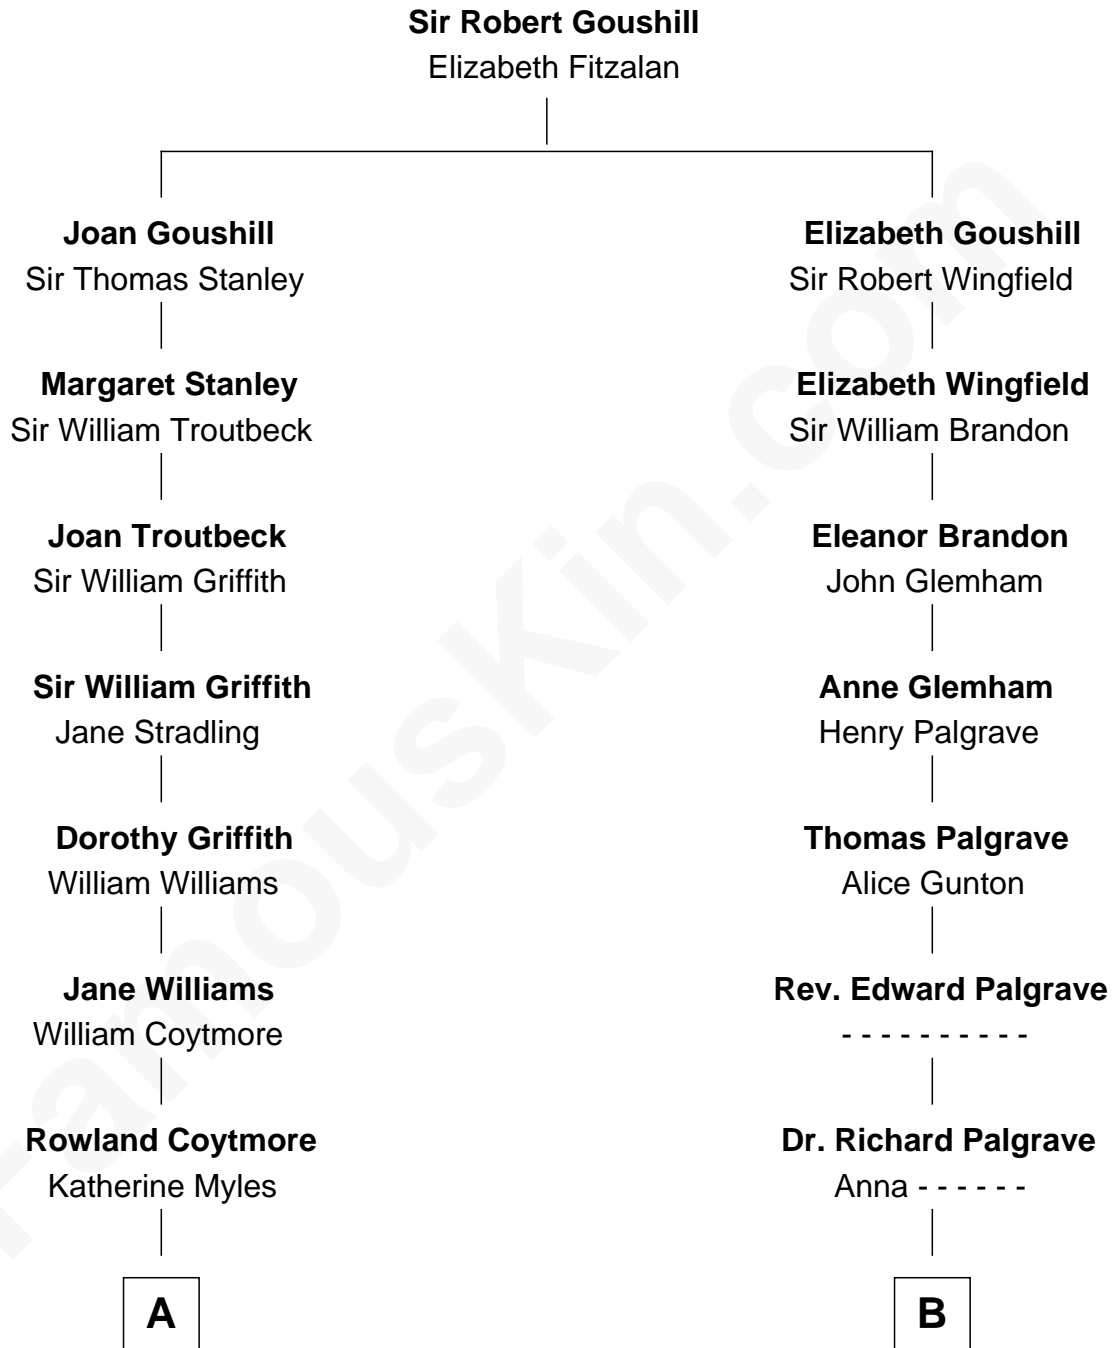 Sir Robert Goushill
Elizabeth Fitzalan
Joan Goushill
Sir Thomas Stanley
Elizabeth Goushill
Sir Robert Wingfield
Margaret Stanley
Sir William Troutbeck
Elizabeth Wingfield
Sir William Brandon
Joan Troutbeck
Sir William Griffith
Eleanor Brandon
John Glemham
Sir William Griffith
Jane Stradling
Anne Glemham
Henry Palgrave
Dorothy Griffith
William Williams
Thomas Palgrave
Alice Gunton
Jane Williams
William Coytmore
Rev. Edward Palgrave
- - - - - - - - - -
Rowland Coytmore
Katherine Myles
Dr. Richard Palgrave
Anna - - - - - -
A
B
FamousKin.com